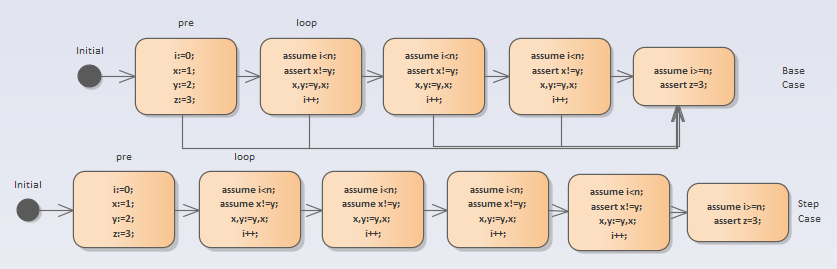 pre
loop
Initial
i:=0;
x:=1;
y:=2;
z:=3;
assume i<n;
assert x!=y;
x,y:=y,x;
i++;
assume i<n;
assert x!=y;
x,y:=y,x;
i++;
assume i<n;
assert x!=y;
x,y:=y,x;
i++;
assume i>=n;
assert z=3;
Base
Case
pre
loop
Initial
i:=0;
x:=1;
y:=2;
z:=3;
assume i<n;
assume x!=y;
x,y:=y,x;
i++;
assume i<n;
assume x!=y;
x,y:=y,x;
i++;
assume i<n;
assume x!=y;
x,y:=y,x;
i++;
assume i<n;
assert x!=y;
x,y:=y,x;
i++;
assume i>=n;
assert z=3;
Step
Case